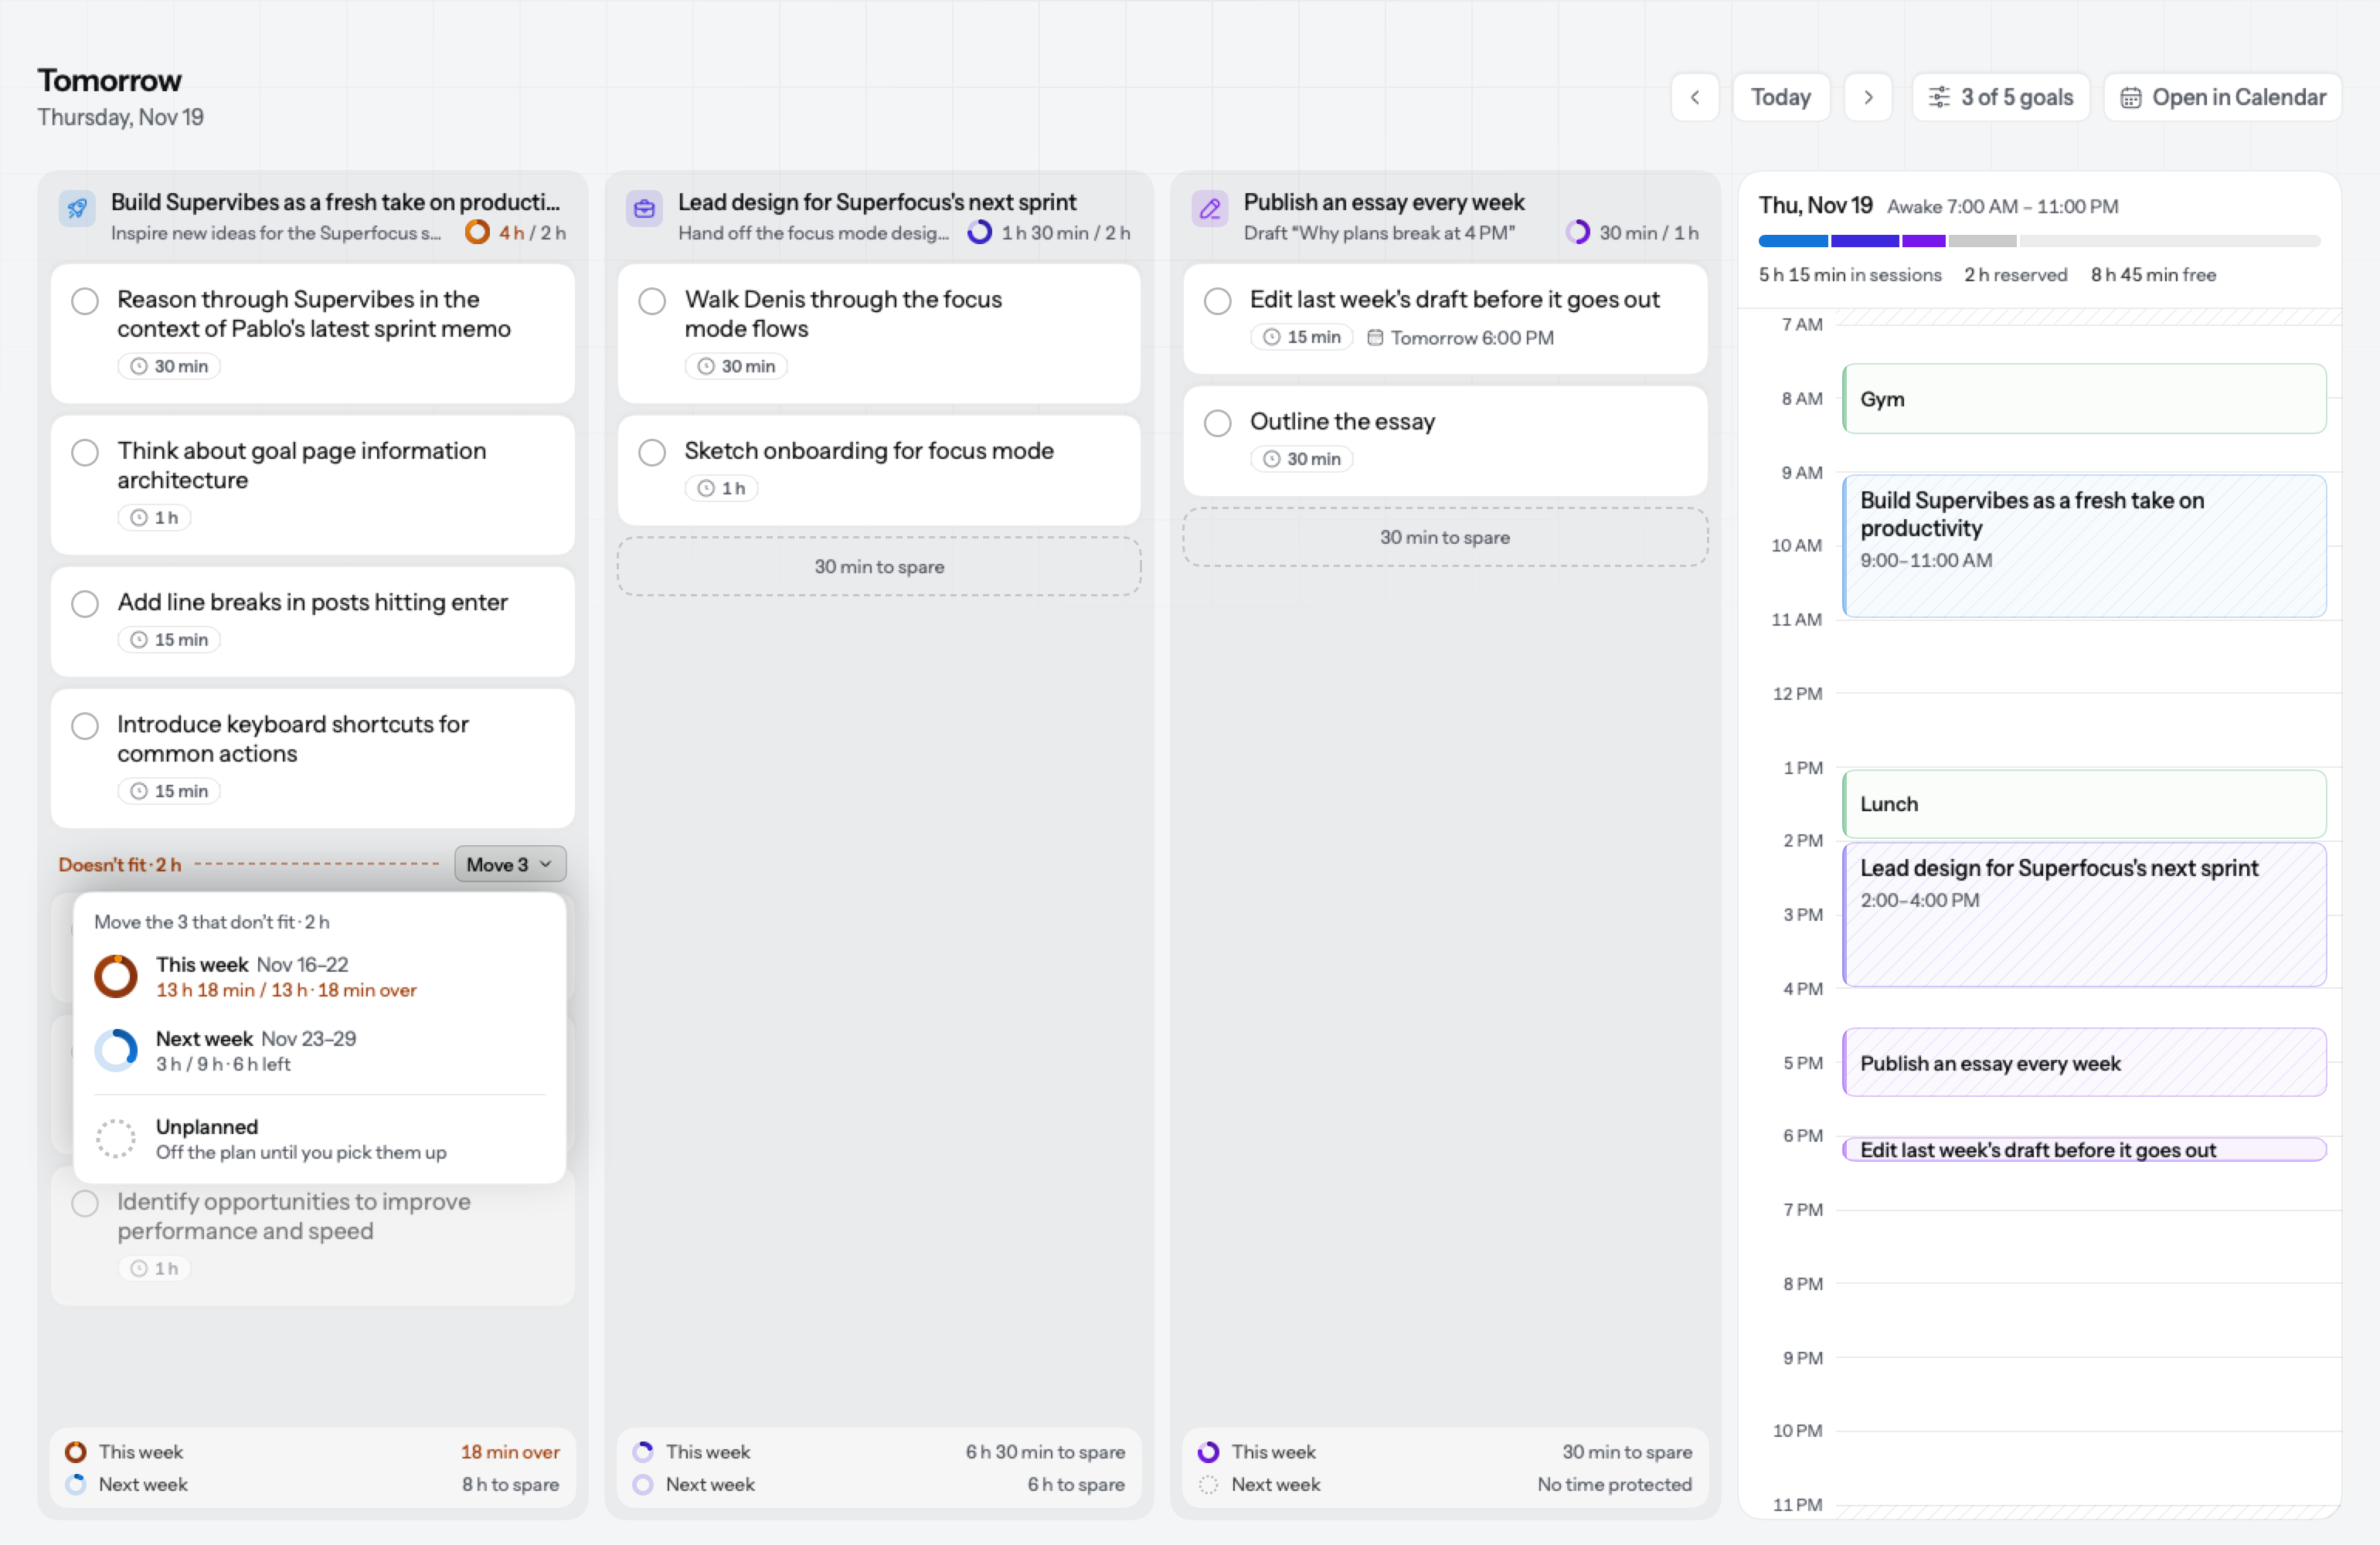 Tomorrow
Thursday, Nov 19
Today
3 of 5 goals
Open in Calendar
Build Supervibes as a fresh take on producti...
Inspire new ideas for the Superfocus s...
4 h / 2 h
Reason through Supervibes in the
context of Pablo's latest sprint memo
30 min
Think about goal page information
architecture
1 h
Add line breaks in posts hitting enter
15 min
Introduce keyboard shortcuts for
common actions
15 min
Doesn't fit · 2 h
Move 3
Move the 3 that don't fit · 2 h
This week Nov 16–22
13 h 18 min / 13 h · 18 min over
Next week Nov 23–29
3 h / 9 h · 6 h left
Unplanned
Off the plan until you pick them up
Identify opportunities to improve
performance and speed
1 h
This week
18 min over
Next week
8 h to spare
Lead design for Superfocus's next sprint
Hand off the focus mode desig...
1 h 30 min / 2 h
Walk Denis through the focus
mode flows
30 min
Sketch onboarding for focus mode
1 h
30 min to spare
This week
6 h 30 min to spare
Next week
6 h to spare
Publish an essay every week
Draft “Why plans break at 4 PM”
30 min / 1 h
Edit last week's draft before it goes out
15 min
Tomorrow 6:00 PM
Outline the essay
30 min
30 min to spare
This week
30 min to spare
Next week
No time protected
Thu, Nov 19 Awake 7:00 AM – 11:00 PM
5 h 15 min in sessions
2 h reserved
8 h 45 min free
7 AM
8 AM
Gym
9 AM
Build Supervibes as a fresh take on
productivity
10 AM
9:00–11:00 AM
11 AM
12 PM
1 PM
Lunch
2 PM
Lead design for Superfocus's next sprint
2:00–4:00 PM
3 PM
4 PM
5 PM
Publish an essay every week
6 PM
Edit last week's draft before it goes out
7 PM
8 PM
9 PM
10 PM
11 PM